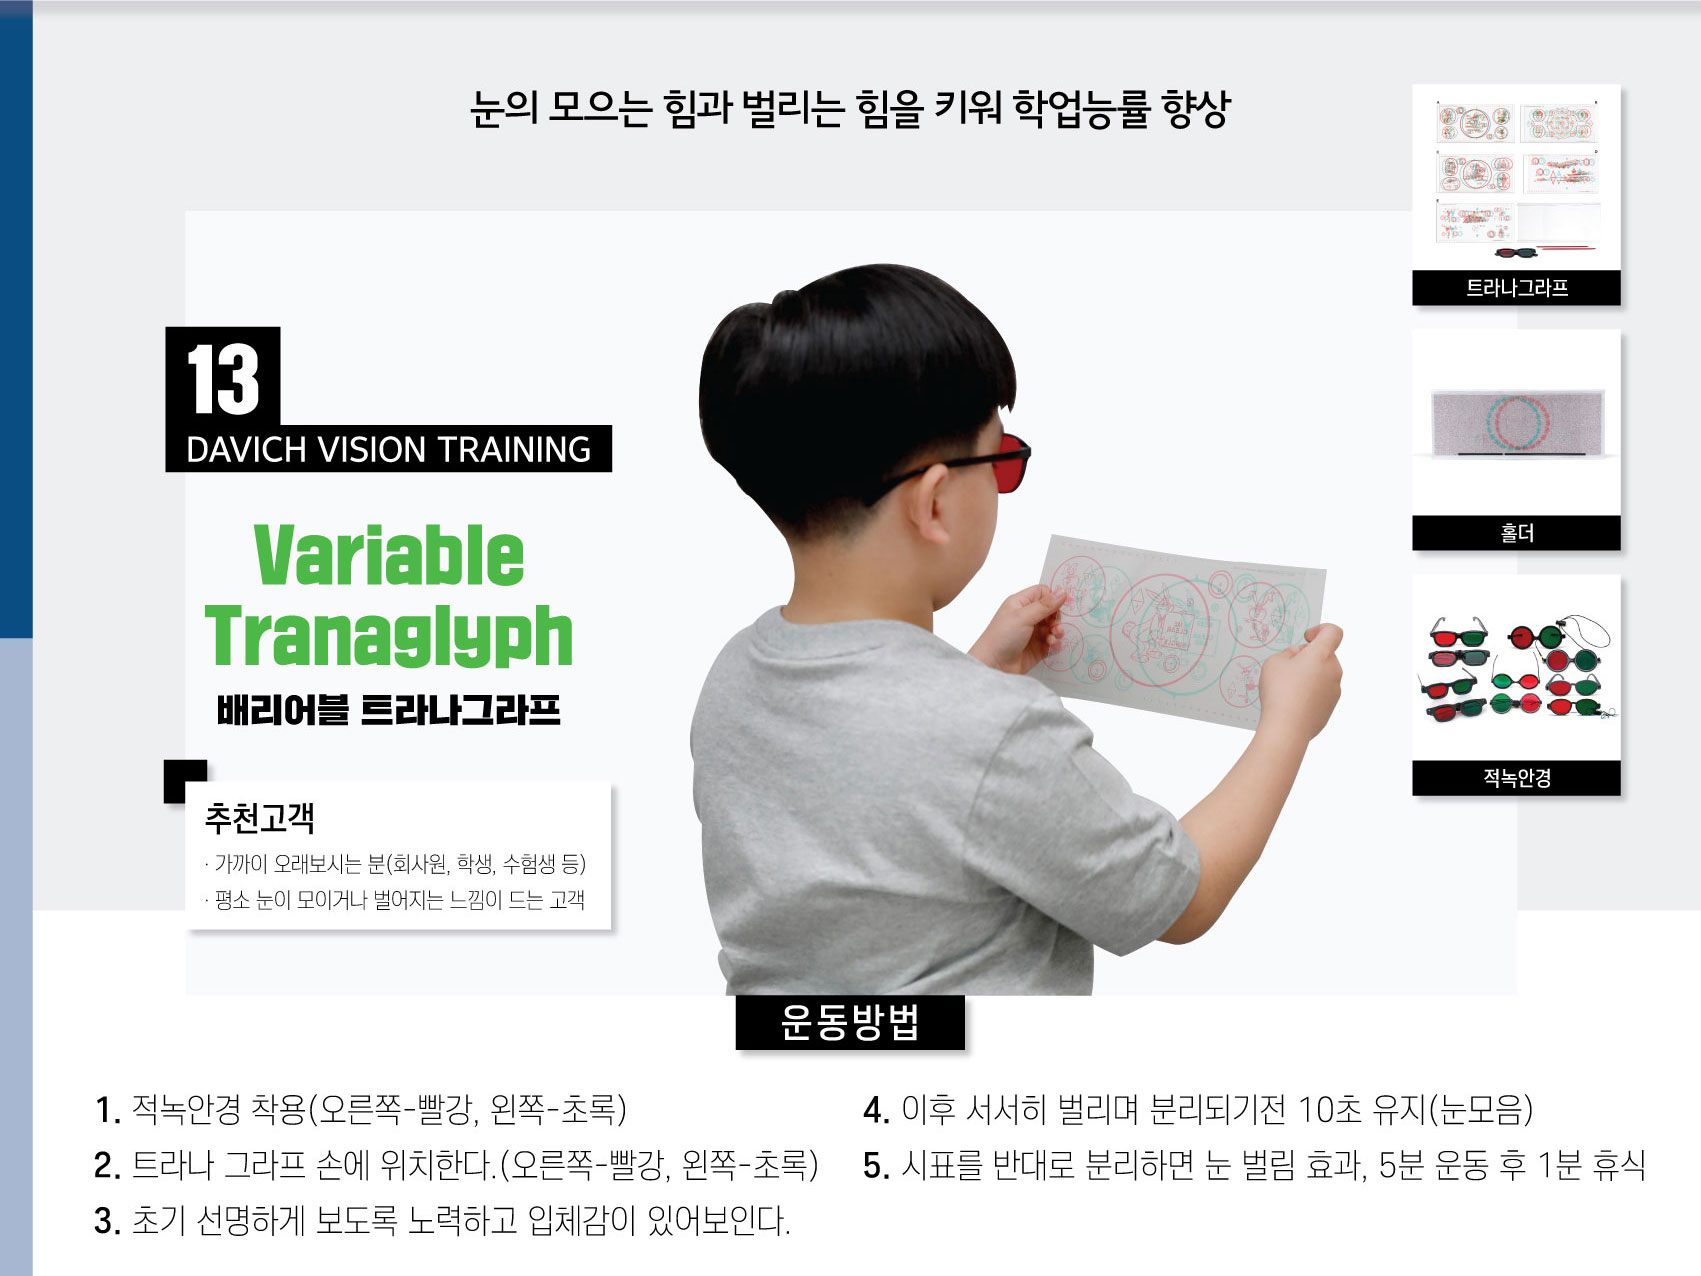 눈의 모으는 힘과 벌리는 힘을 키워 학업능률 향상
13
DAVICH VISION TRAINING
Variable
Tranaglyph
배리어블 트라나그라프
추천고객
· 가까이 오래보시는 분(회사원, 학생, 수험생 등)
· 평소 눈이 모이거나 벌어지는 느낌이 드는 고객
트라나그라프
홀더
적녹안경
운동방법
1. 적녹안경 착용(오른쪽-빨강, 왼쪽-초록)
2. 트라나 그라프 손에 위치한다.(오른쪽-빨강, 왼쪽-초록)
3. 초기 선명하게 보도록 노력하고 입체감이 있어보인다.
4. 이후 서서히 벌리며 분리되기전 10초 유지(눈모음)
5. 시표를 반대로 분리하면 눈 벌림 효과, 5분 운동 후 1분 휴식